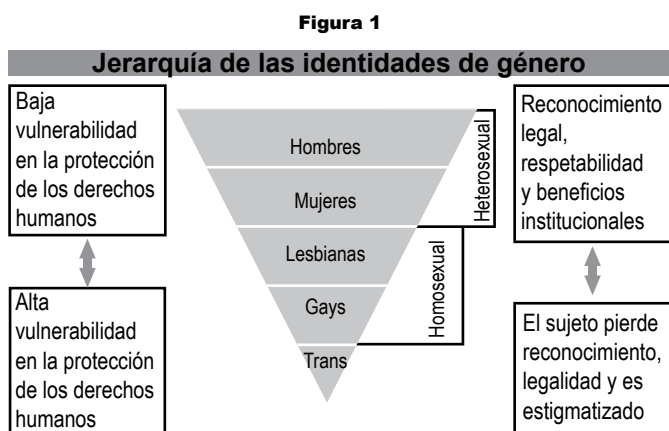 Figura 1
Jerarquía de las identidades de género
Baja
vulnerabilidad
en la protección
de los derechos
humanos
Alta
vulnerabilidad
en la protección
de los derechos
humanos
Hombres
Mujeres
Lesbianas
Gays
Trans
Heterosexual
Homosexual
Reconocimiento
legal,
respetabilidad
y beneficios
institucionales
El sujeto pierde
reconocimiento,
legalidad y es
estigmatizado